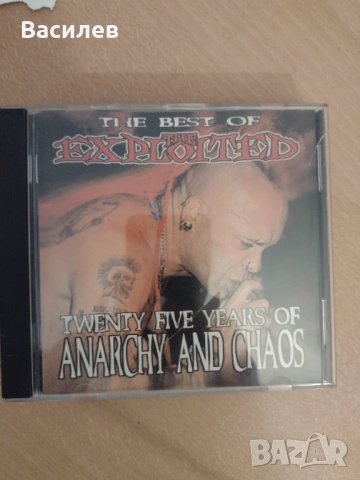 Василев
THE BEST OF
THE
EXPLOITED
TWENTY FIVE YEARS OF
ANARCHY AND CHAOS
BAZAR